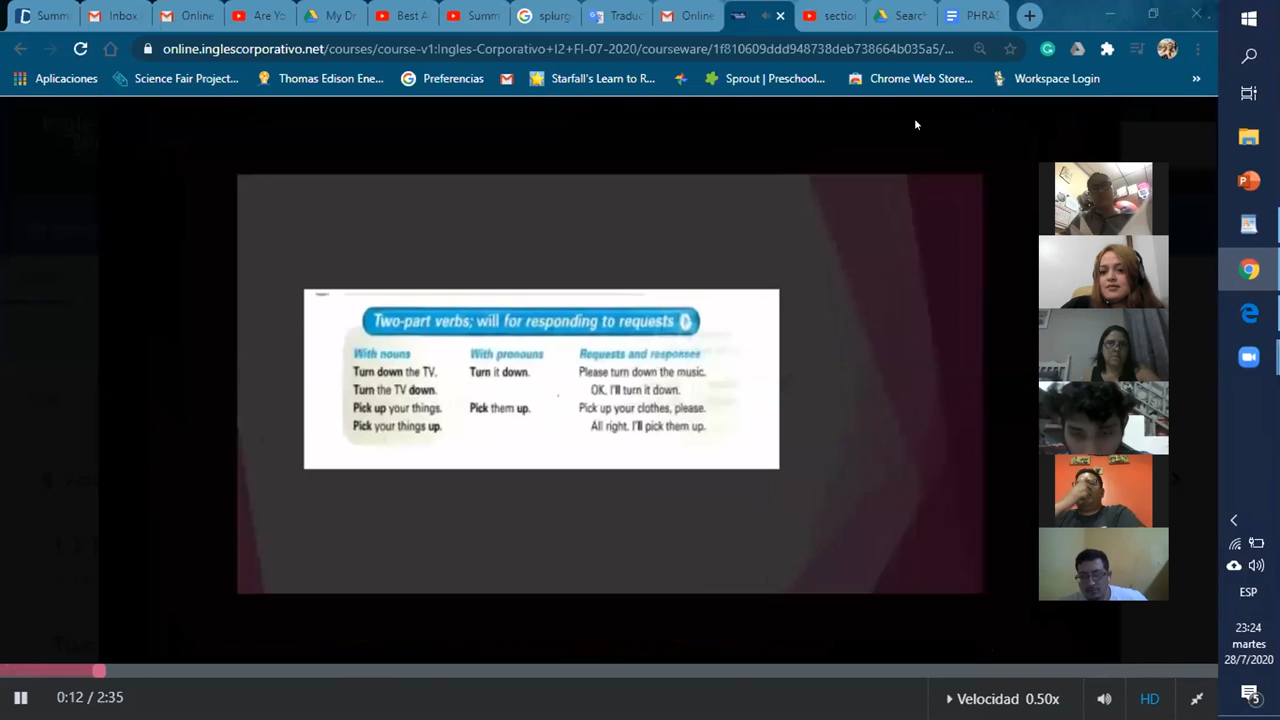 Summ
Inbox
Online
Are Yo
My Dr
Best A
Summ
splurg
Traduc
Online
section
Searc
PHRAS
online.inglescorporativo.net/courses/course-v1:Ingles-Corporativo+I2+FI-07-2020/courseware/1f810609ddd948738deb738664b035a5/...
Aplicaciones
Science Fair Project...
Thomas Edison Ene...
Preferencias
Starfall's Learn to R...
Sprout | Preschool...
Chrome Web Store...
Workspace Login
»
Two-part verbs; will for responding to requests
With nouns
With pronouns
Requests and responses
Turn down the TV.
Turn it down.
Please turn down the music.
Turn the TV down.
OK. I'll turn it down.
Pick up your things.
Pick them up.
Pick up your clothes, please.
Pick your things up.
All right. I'll pick them up.
0:12 / 2:35
Velocidad 0.50x
HD
ESP
23:24
martes
28/7/2020
5